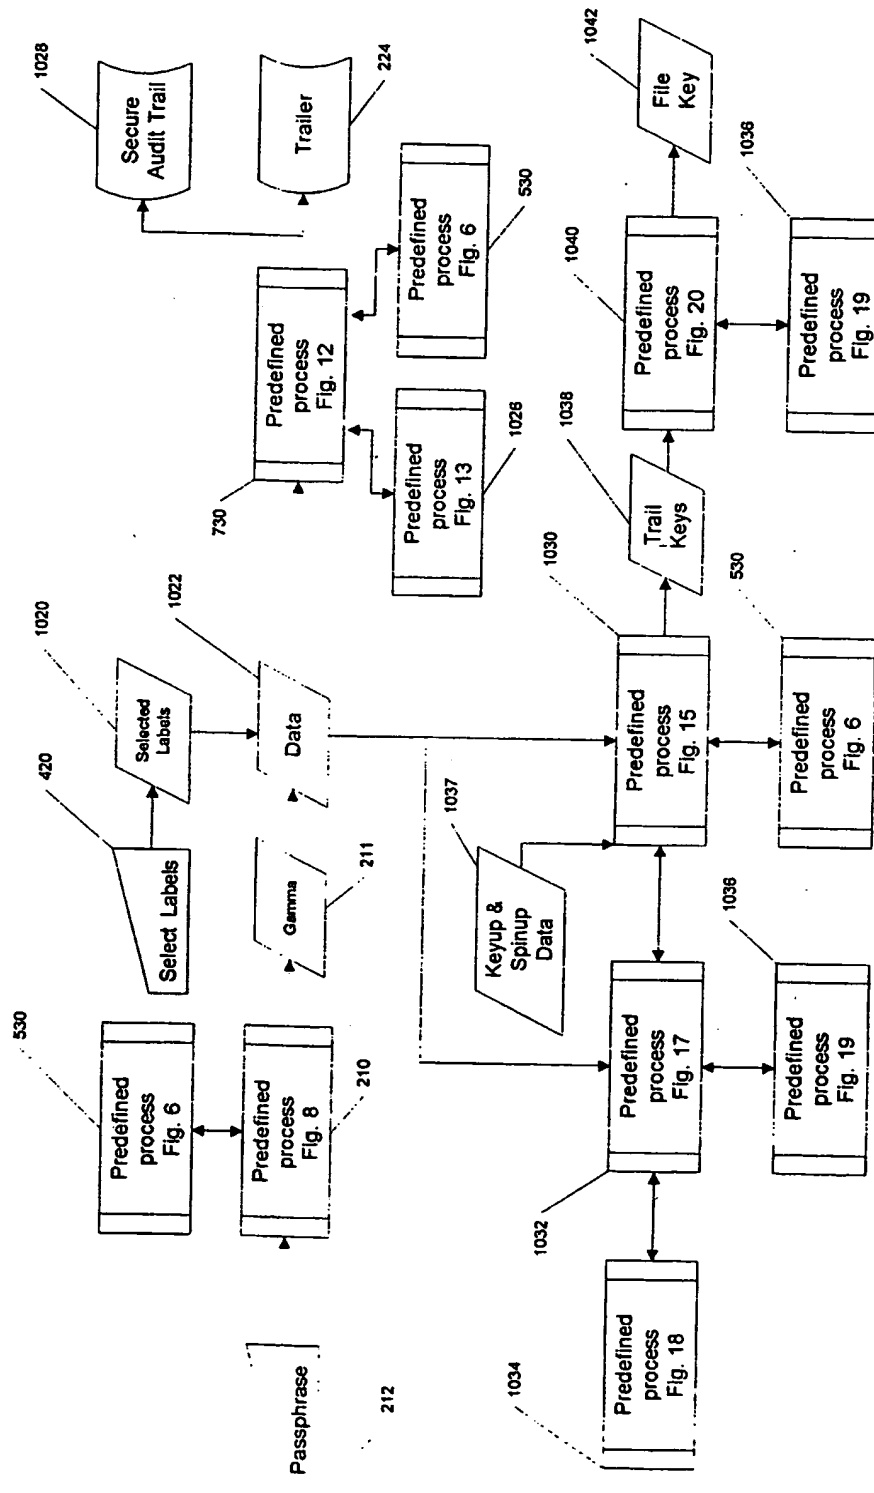 530
Predefined
process
Fig. 6
420
Select Labels
1020
Selected
Labels
1028
Secure
Audit Trail
212
Passphrase
210
Predefined
process
Fig. 8
211
Gamma
1022
Data
730
Predefined
process
Fig. 12
224
Trailer
1026
Predefined
process
Fig. 13
530
Predefined
process
Fig. 6
1037
Keyup &
Spinup
Data
1034
Predefined
process
Fig. 18
1032
Predefined
process
Fig. 17
1030
Predefined
process
Fig. 15
1038
Trail
Keys
1040
Predefined
process
Fig. 20
1042
File
Key
1036
Predefined
process
Fig. 19
530
Predefined
process
Fig. 6
1036
Predefined
process
Fig. 19